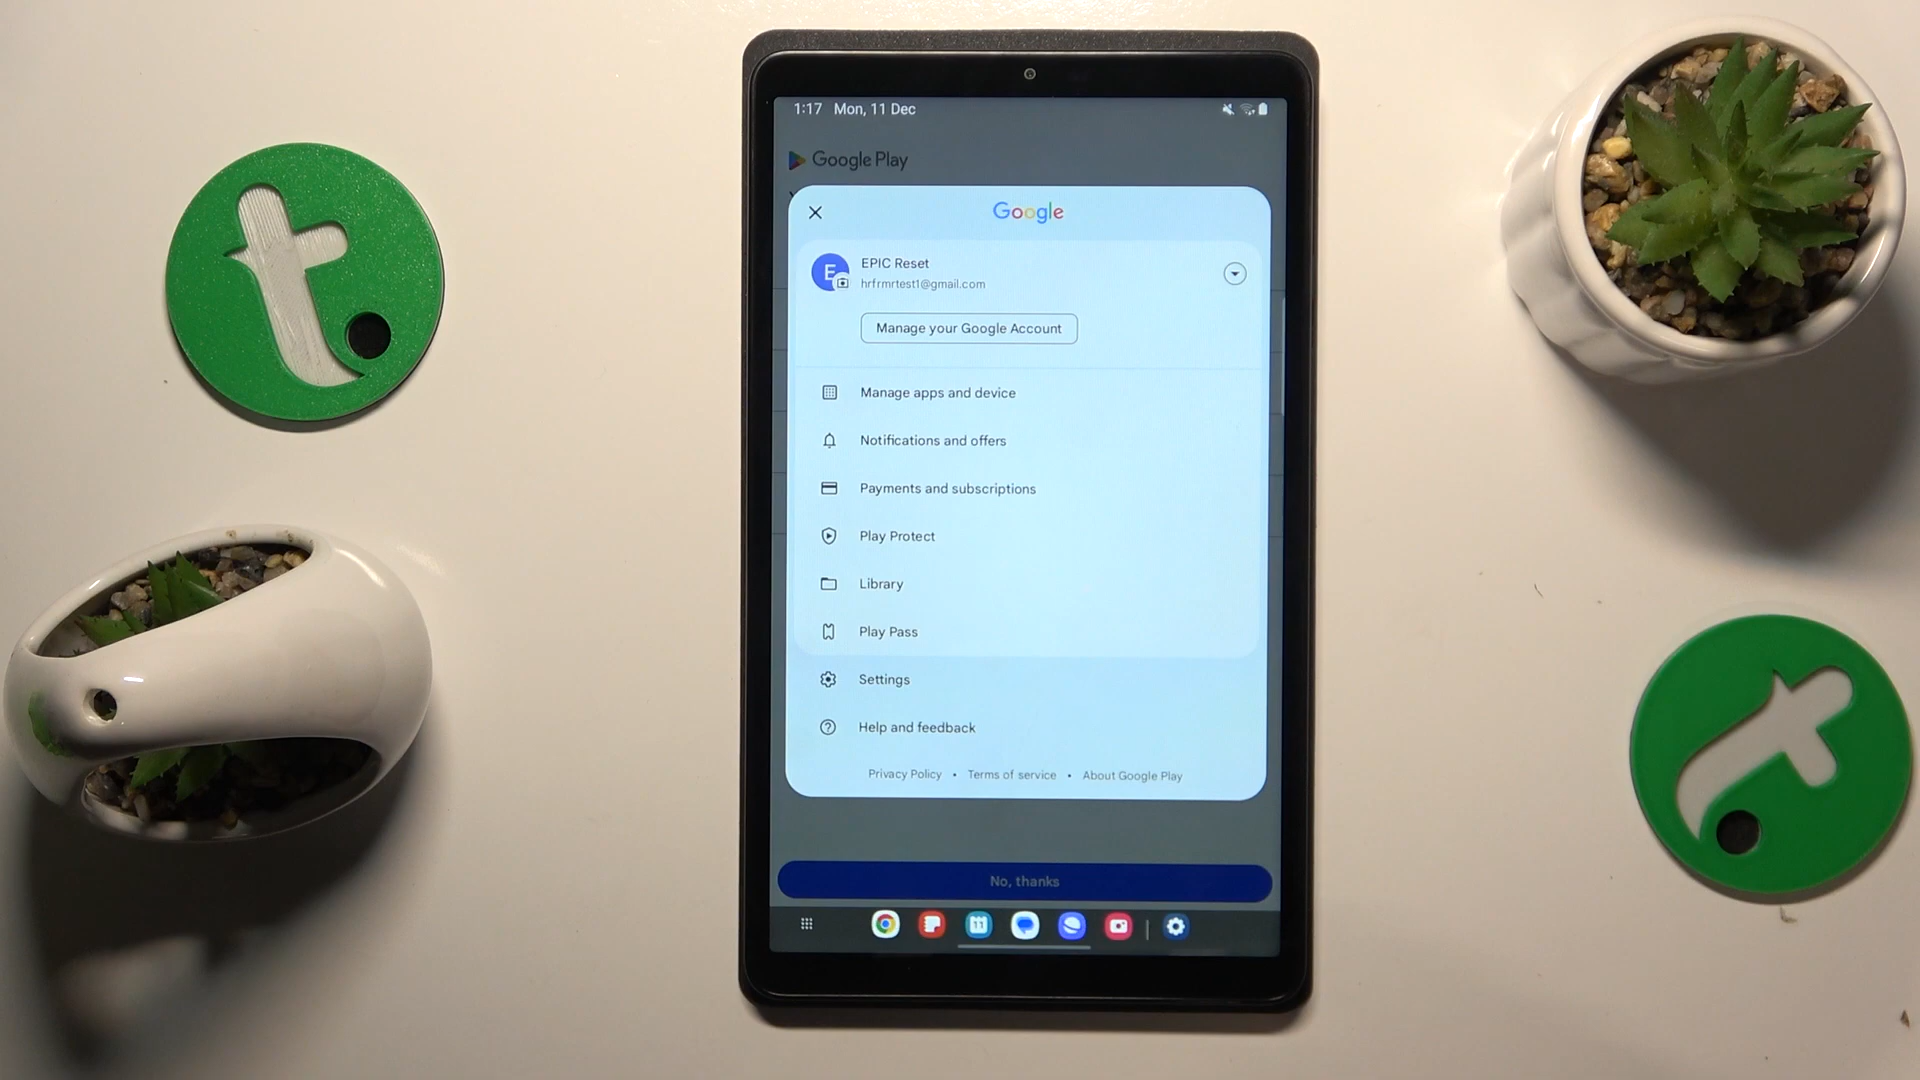 1:17 Mon, 11 Dec
Google Play
Google
E
EPIC Reset
hrfrmrtest1@gmail.com
Manage your Google Account
Manage apps and device
Notifications and offers
Payments and subscriptions
Play Protect
Library
Play Pass
Settings
Help and feedback
Privacy Policy • Terms of service • About Google Play
No, thanks
11